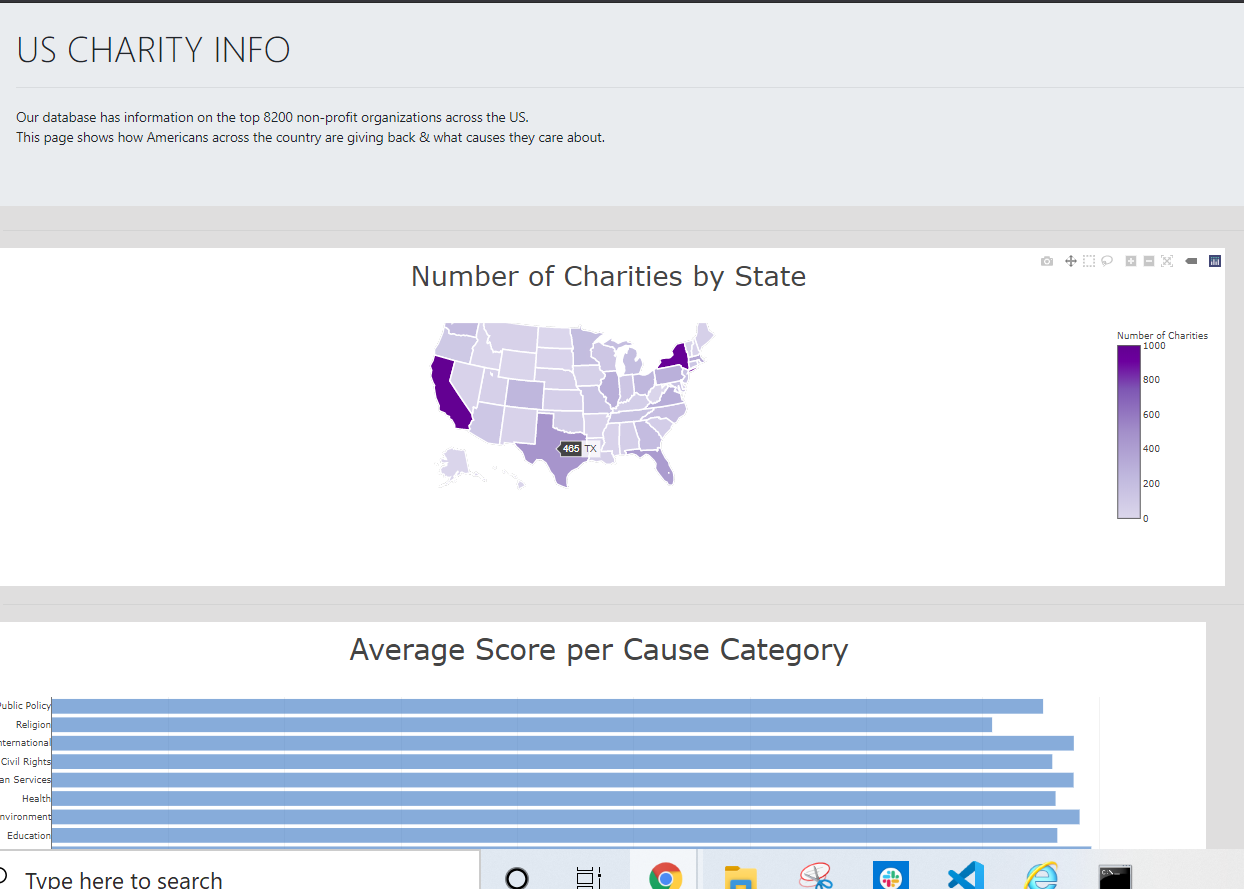 US CHARITY INFO
Our database has information on the top 8200 non-profit organizations across the US.
This page shows how Americans across the country are giving back & what causes they care about.
Number of Charities by State
Number of Charities
1000
800
600
400
200
0
465 TX
Average Score per Cause Category
ublic Policy
Religion
nternational
Civil Rights
an Services
Health
nvironment
Education
Type here to search